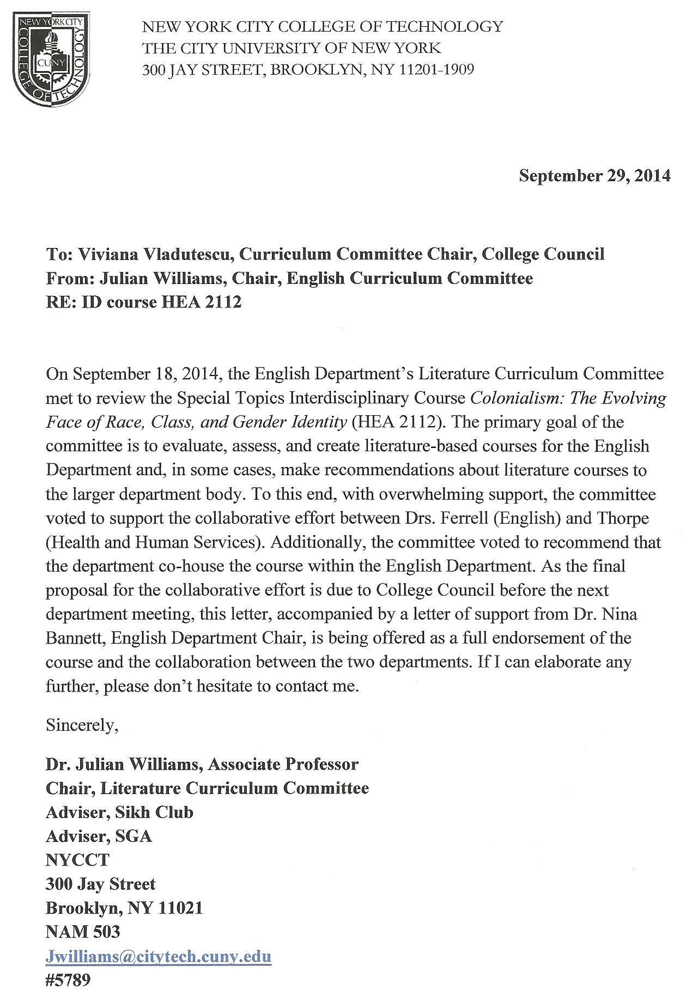 NEW YORK CITY
COLLEGE OF TECHNOLOGY
CUNY
NEW YORK CITY COLLEGE OF TECHNOLOGY
THE CITY UNIVERSITY OF NEW YORK
300 JAY STREET, BROOKLYN, NY 11201-1909
September 29, 2014
To: Viviana Vladutescu, Curriculum Committee Chair, College Council
From: Julian Williams, Chair, English Curriculum Committee
RE: ID course HEA 2112
On September 18, 2014, the English Department’s Literature Curriculum Committee
met to review the Special Topics Interdisciplinary Course Colonialism: The Evolving
Face of Race, Class, and Gender Identity (HEA 2112). The primary goal of the
committee is to evaluate, assess, and create literature-based courses for the English
Department and, in some cases, make recommendations about literature courses to
the larger department body. To this end, with overwhelming support, the committee
voted to support the collaborative effort between Drs. Ferrell (English) and Thorpe
(Health and Human Services). Additionally, the committee voted to recommend that
the department co-house the course within the English Department. As the final
proposal for the collaborative effort is due to College Council before the next
department meeting, this letter, accompanied by a letter of support from Dr. Nina
Bannett, English Department Chair, is being offered as a full endorsement of the
course and the collaboration between the two departments. If I can elaborate any
further, please don’t hesitate to contact me.
Sincerely,
Dr. Julian Williams, Associate Professor
Chair, Literature Curriculum Committee
Adviser, Sikh Club
Adviser, SGA
NYCCT
300 Jay Street
Brooklyn, NY 11021
NAM 503
Jwilliams@citytech.cuny.edu
#5789